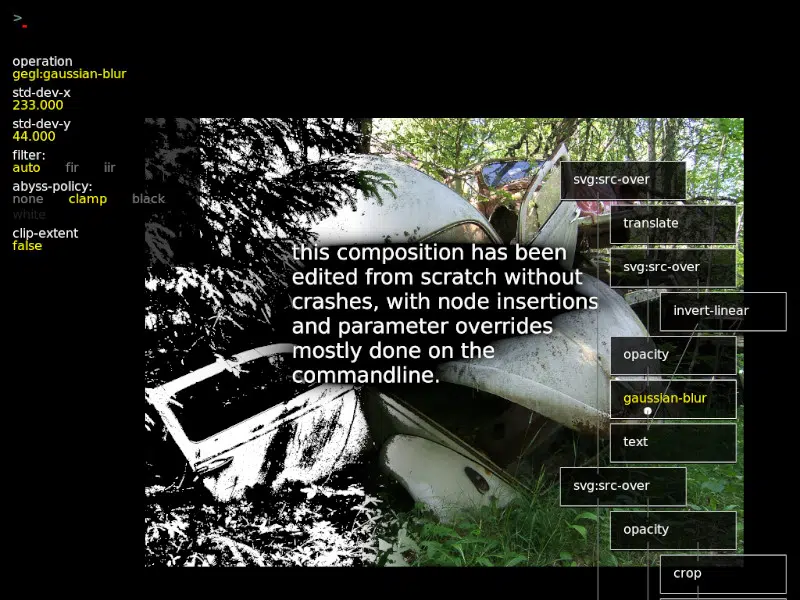 >_
operation
gegl:gaussian-blur
std-dev-x
233.000
std-dev-y
44.000
filter:
auto fir iir
abyss-policy:
none clamp black
white
clip-extent
false
this composition has been
edited from scratch without
crashes, with node insertions
and parameter overrides
mostly done on the
commandline.
svg:src-over
translate
svg:src-over
invert-linear
opacity
gaussian-blur
text
svg:src-over
opacity
crop